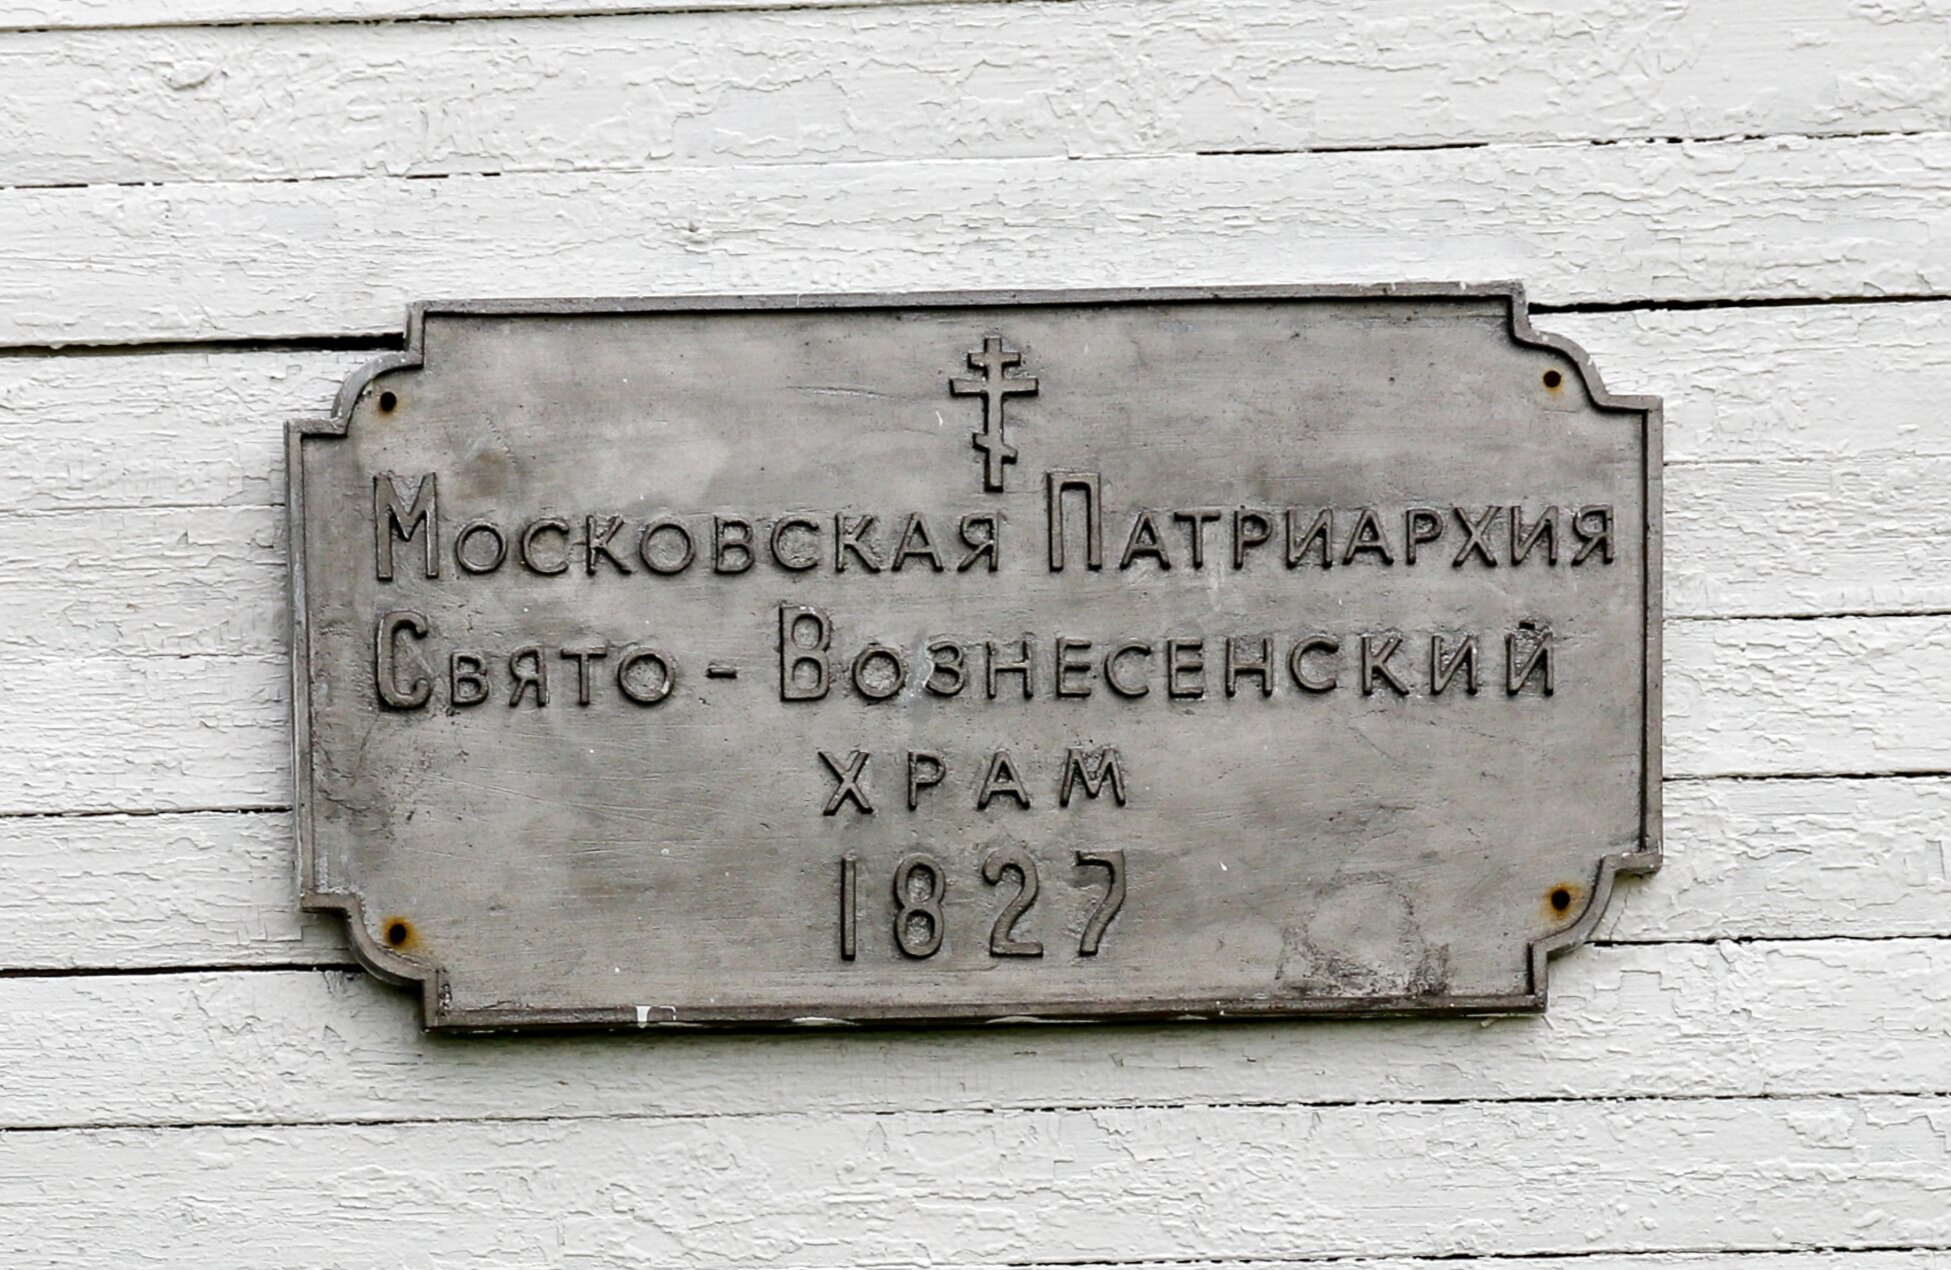 Московская Патриархия
Свято - Вознесенский
храм
1827